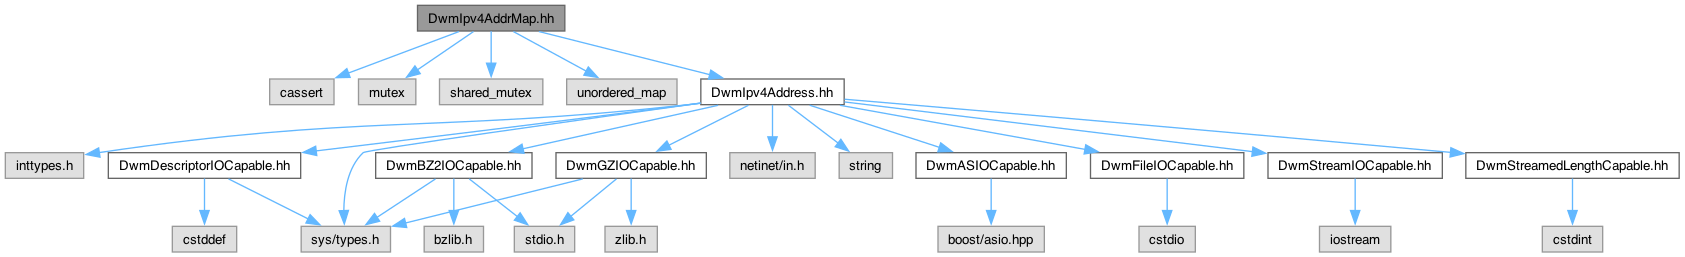 DwmIpv4AddrMap.hh
cassert
mutex
shared_mutex
unordered_map
DwmIpv4Address.hh
inttypes.h
DwmDescriptorIOCapable.hh
DwmBZ2IOCapable.hh
DwmGZIOCapable.hh
netinet/in.h
string
DwmASIOCapable.hh
DwmFileIOCapable.hh
DwmStreamIOCapable.hh
DwmStreamedLengthCapable.hh
cstddef
sys/types.h
bzlib.h
stdio.h
zlib.h
boost/asio.hpp
cstdio
iostream
cstdint